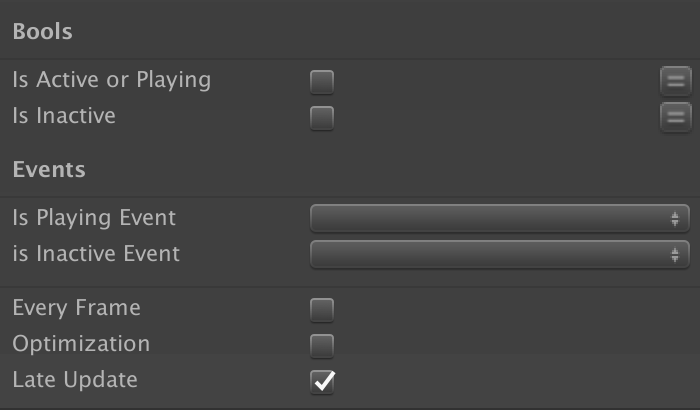 Bools
Is Active or Playing
Is Inactive
Events
Is Playing Event
is Inactive Event
Every Frame
Optimization
Late Update